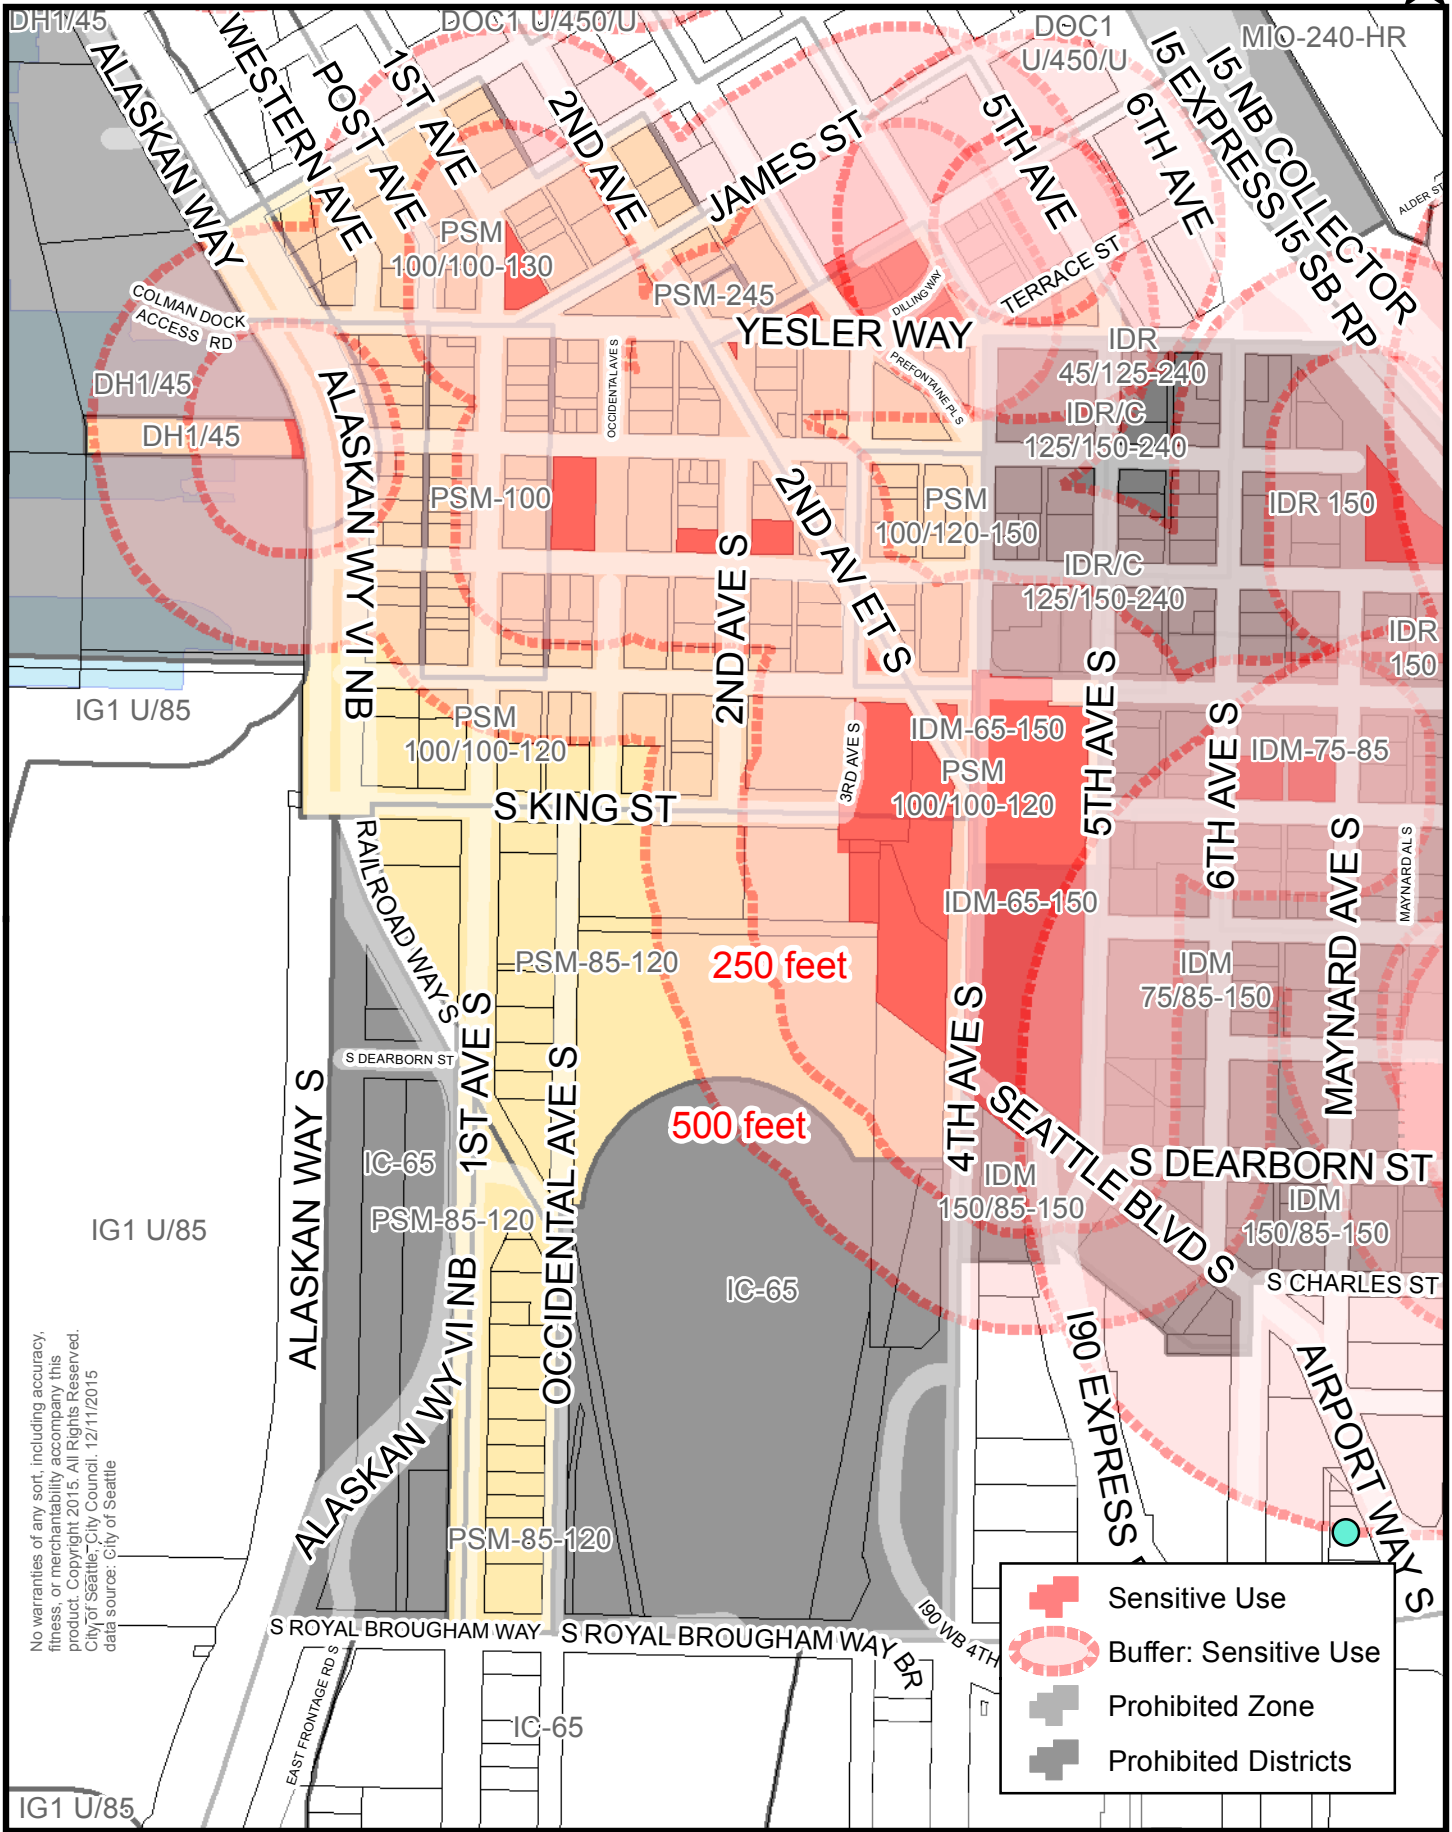 DH1/45
DOC1 U/450/U
DOC1
U/450/U
MIO-240-HR
ALASKAN WAY
WESTERN AVE
POST AVE
1ST AVE
2ND AVE
JAMES ST
5TH AVE
6TH AVE
I5 EXPRESS
I5 NB COLLECTOR
I5 SB RP
ALDER ST
PSM
100/100-130
PSM-245
DILLING WAY
TERRACE ST
COLMAN DOCK
ACCESS RD
YESLER WAY
PREFONTAINE PL S
OCCIDENTAL AVE S
IDR
45/125-240
DH1/45
IDR/C
125/150-240
DH1/45
ALASKAN WY VI NB
PSM-100
2ND AV ET S
PSM
100/120-150
IDR 150
2ND AVE S
IDR/C
125/150-240
IDR
150
IG1 U/85
PSM
100/100-120
3RD AVE S
IDM-65-150
PSM
100/100-120
5TH AVE S
6TH AVE S
IDM-75-85
S KING ST
RAILROAD WAY S
MAYNARD AVE S
MAYNARD AL S
IDM-65-150
PSM-85-120
250 feet
IDM
75/85-150
1ST AVE S
4TH AVE S
S DEARBORN ST
OCCIDENTAL AVE S
500 feet
SEATTLE BLVD S
S DEARBORN ST
ALASKAN WAY S
IC-65
IDM
150/85-150
IDM
150/85-150
IG1 U/85
PSM-85-120
IC-65
S CHARLES ST
ALASKAN WY VI NB
I90 EXPRESS
AIRPORT WAY S
PSM-85-120
No warranties of any sort, including accuracy,
fitness, or merchantability accompany this
product. Copyright 2015. All Rights Reserved.
City of Seattle, City Council. 12/11/2015
data source: City of Seattle
S ROYAL BROUGHAM WAY
S ROYAL BROUGHAM WAY BR
I90 WB 4TH
EAST FRONTAGE RD S
IC-65
IG1 U/85
Sensitive Use
Buffer: Sensitive Use
Prohibited Zone
Prohibited Districts